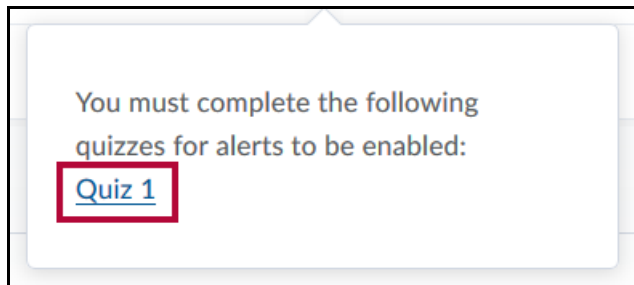 You must complete the following
quizzes for alerts to be enabled:
Quiz 1